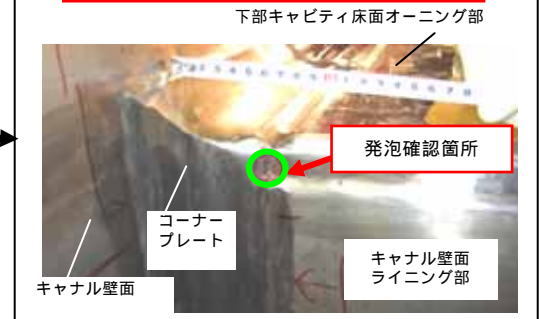 下部キャビティ床面オーニング部
発泡確認箇所
コーナー
プレート
キャナル壁面
ライニング部
キャナル壁面